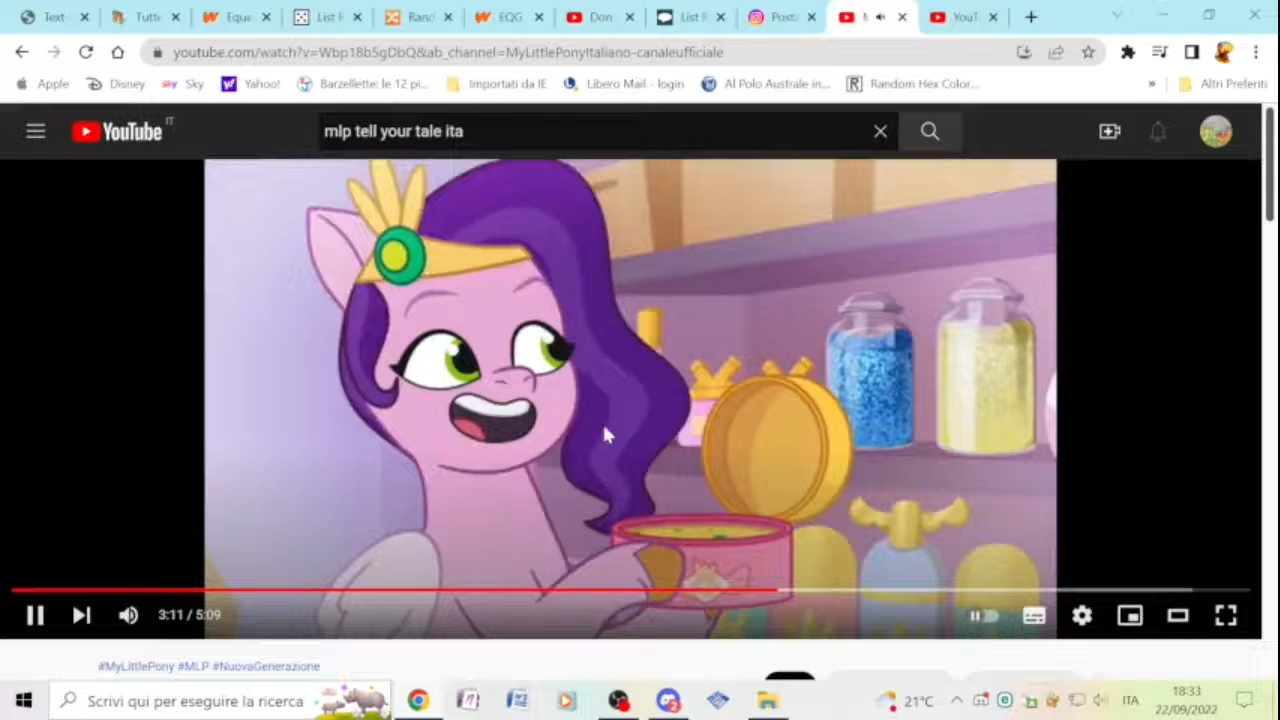 Text
Tutte
Eque
List
Rand
EQG
Don
List
Post
YouT
youtube.com/watch?v=Wbp18b5gDbQ&ab_channel=MyLittlePonyItaliano-canaleufficiale
Apple
Disney
Sky
Yahoo!
Barzellette: le 12 pi...
Importati da IE
Libero Mail - login
Al Polo Australe in...
Random Hex Color...
»
Altri Preferiti
YouTube IT
mlp tell your tale ita
3:11 / 5:09
#MyLittlePony #MLP #NuovaGenerazione
Scrivi qui per eseguire la ricerca
21°C
ITA
18:33
22/09/2022